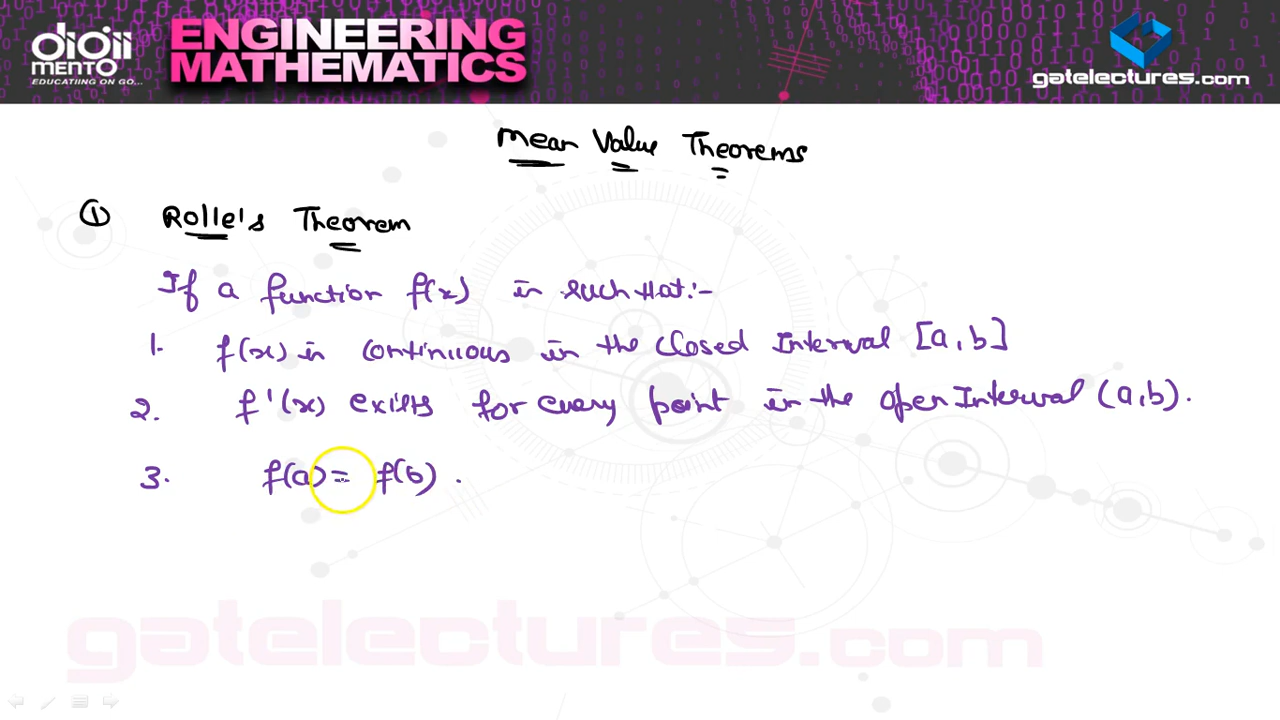 digii
MENTO
EDUCATING ON GO...
ENGINEERING
MATHEMATICS
gatelectures.com
Mean Value Theorems
① Rolle's Theorem
If a function f(x) is such that:-
1. f(x) is continuous in the closed Interval [a,b]
2. f'(x) exists for every point in the open Interval (a,b).
3. f(a) = f(b).
gatelectures.com